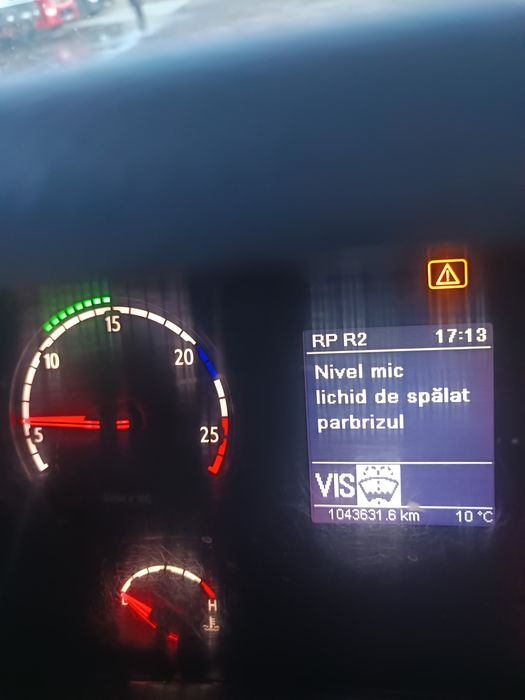 15
10
20
5
25
RP R2 17:13
Nivel mic
lichid de spălat
parbrizul
VIS
1043631.6 km 10 °C
H